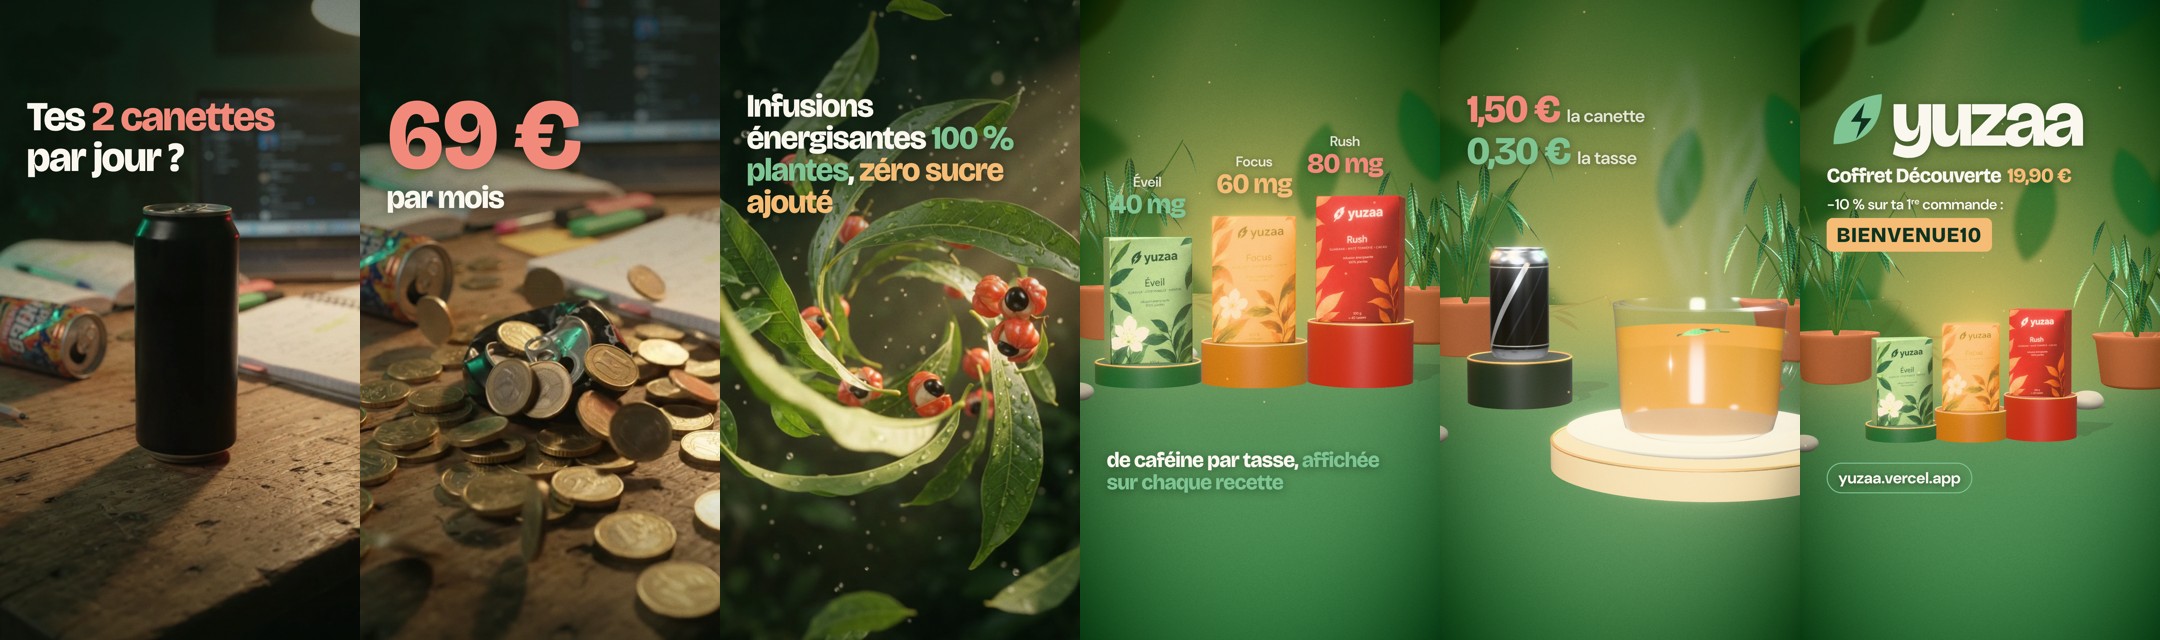 Tes 2 canettes
par jour ?
69 €
par mois
Infusions
énergisantes 100 %
plantes, zéro sucre
ajouté
Éveil
40 mg
Focus
60 mg
Rush
80 mg
yuzaa
Éveil
yuzaa
Focus
yuzaa
Rush
de caféine par tasse, affichée
sur chaque recette
1,50 € la canette
0,30 € la tasse
yuzaa
Coffret Découverte 19,90 €
-10 % sur ta 1re commande :
BIENVENUE10
yuzaa
Éveil
yuzaa
yuzaa
Rush
yuzaa.vercel.app